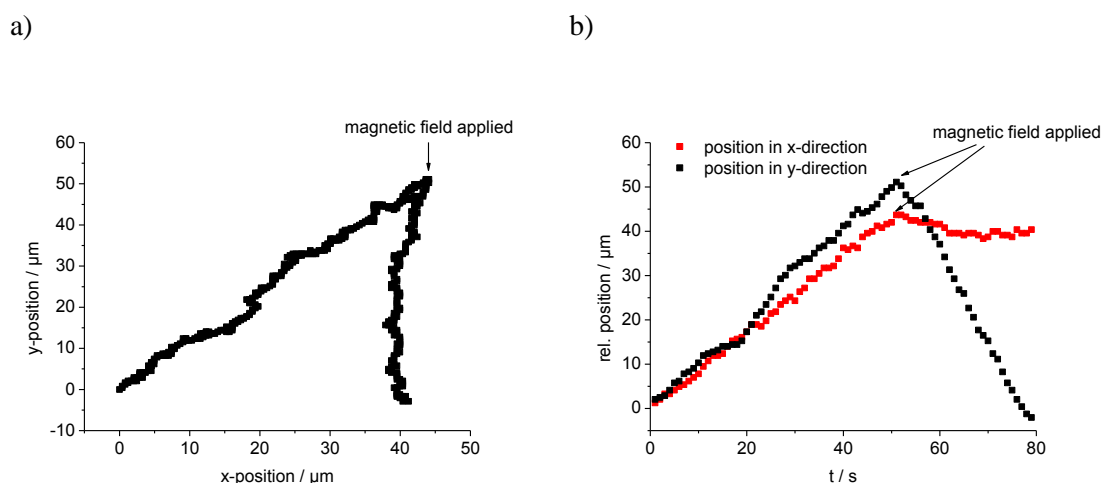 a)
b)
magnetic field applied
60
50
40
30
20
10
0
-10
0
10
20
30
40
50
y-position / µm
x-position / µm
magnetic field applied
position in x-direction
position in y-direction
60
50
40
30
20
10
0
0
20
40
60
80
rel. position / µm
t / s